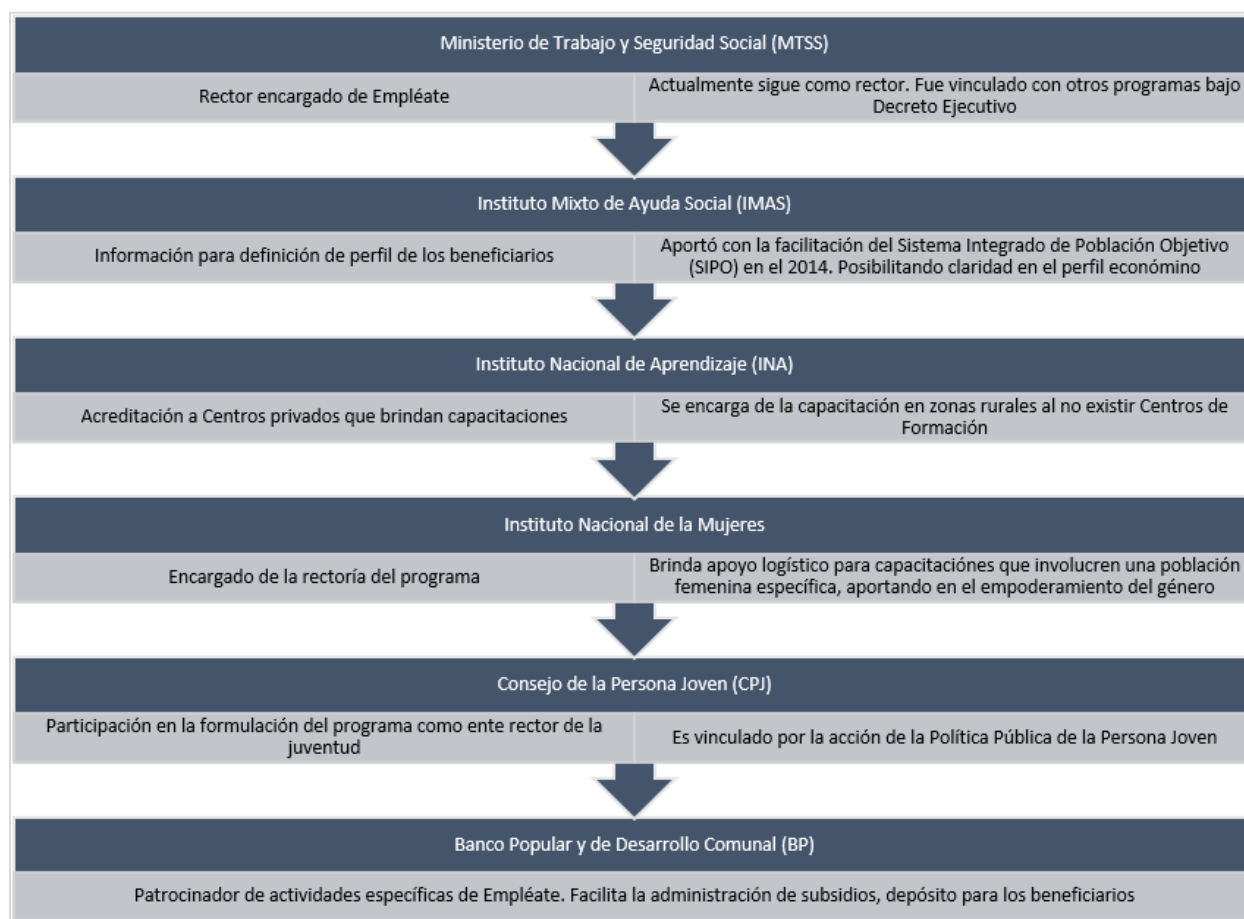 Ministerio de Trabajo y Seguridad Social (MTSS)
Rector encargado de Empléate
Actualmente sigue como rector. Fue vinculado con otros programas bajo
Decreto Ejecutivo
Instituto Mixto de Ayuda Social (IMAS)
Información para definición de perfil de los beneficiarios
Aportó con la facilitación del Sistema Integrado de Población Objetivo
(SIPO) en el 2014. Posibilitando claridad en el perfil económino
Instituto Nacional de Aprendizaje (INA)
Acreditación a Centros privados que brindan capacitaciones
Se encarga de la capacitación en zonas rurales al no existir Centros de
Formación
Instituto Nacional de la Mujeres
Encargado de la rectoría del programa
Brinda apoyo logístico para capacitaciónes que involucren una población
femenina específica, aportando en el empoderamiento del género
Consejo de la Persona Joven (CPJ)
Participación en la formulación del programa como ente rector de la
juventud
Es vinculado por la acción de la Política Pública de la Persona Joven
Banco Popular y de Desarrollo Comunal (BP)
Patrocinador de actividades específicas de Empléate. Facilita la administración de subsidios, depósito para los beneficiarios